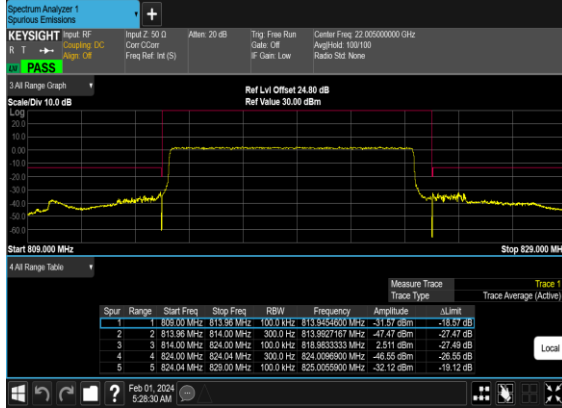 Spectrum Analyzer 1
Spurious Emissions
+
KEYSIGHT Input: RF Input Z: 50 Ω Atten: 20 dB Trig: Free Run Center Freq: 22.005000000 GHz
R T Coupling: DC Corr CCorr Gate: Off Avg|Hold: 100/100
Align: Off Freq Ref: Int (S) IF Gain: Low Radio Std: None
PASS
3 All Range Graph Ref Lvl Offset 24.80 dB
Scale/Div 10.0 dB Ref Value 30.00 dBm
Log
20.0
10.0
0.00
-10.0
-20.0
-30.0
-40.0
-50.0
-60.0
Start 809.000 MHz Stop 829.000 MH
4 All Range Table
Measure Trace Trace 1
Trace Type Trace Average (Active)
Spur Range Start Freq Stop Freq RBW Frequency Amplitude ΔLimit
1 1 809.00 MHz 813.96 MHz 100.0 kHz 813.9454600 MHz -31.57 dBm -18.57 dB
2 2 813.96 MHz 814.00 MHz 300.0 Hz 813.9927167 MHz -47.47 dBm -27.47 dB
3 3 814.00 MHz 824.00 MHz 100.0 kHz 818.9833333 MHz 2.511 dBm -27.49 dB
4 4 824.00 MHz 824.04 MHz 300.0 Hz 824.0096900 MHz -46.55 dBm -26.55 dB
5 5 824.04 MHz 829.00 MHz 100.0 kHz 825.0055900 MHz -32.12 dBm -19.12 dB
Local
? Feb 01, 2024
5:28:30 AM